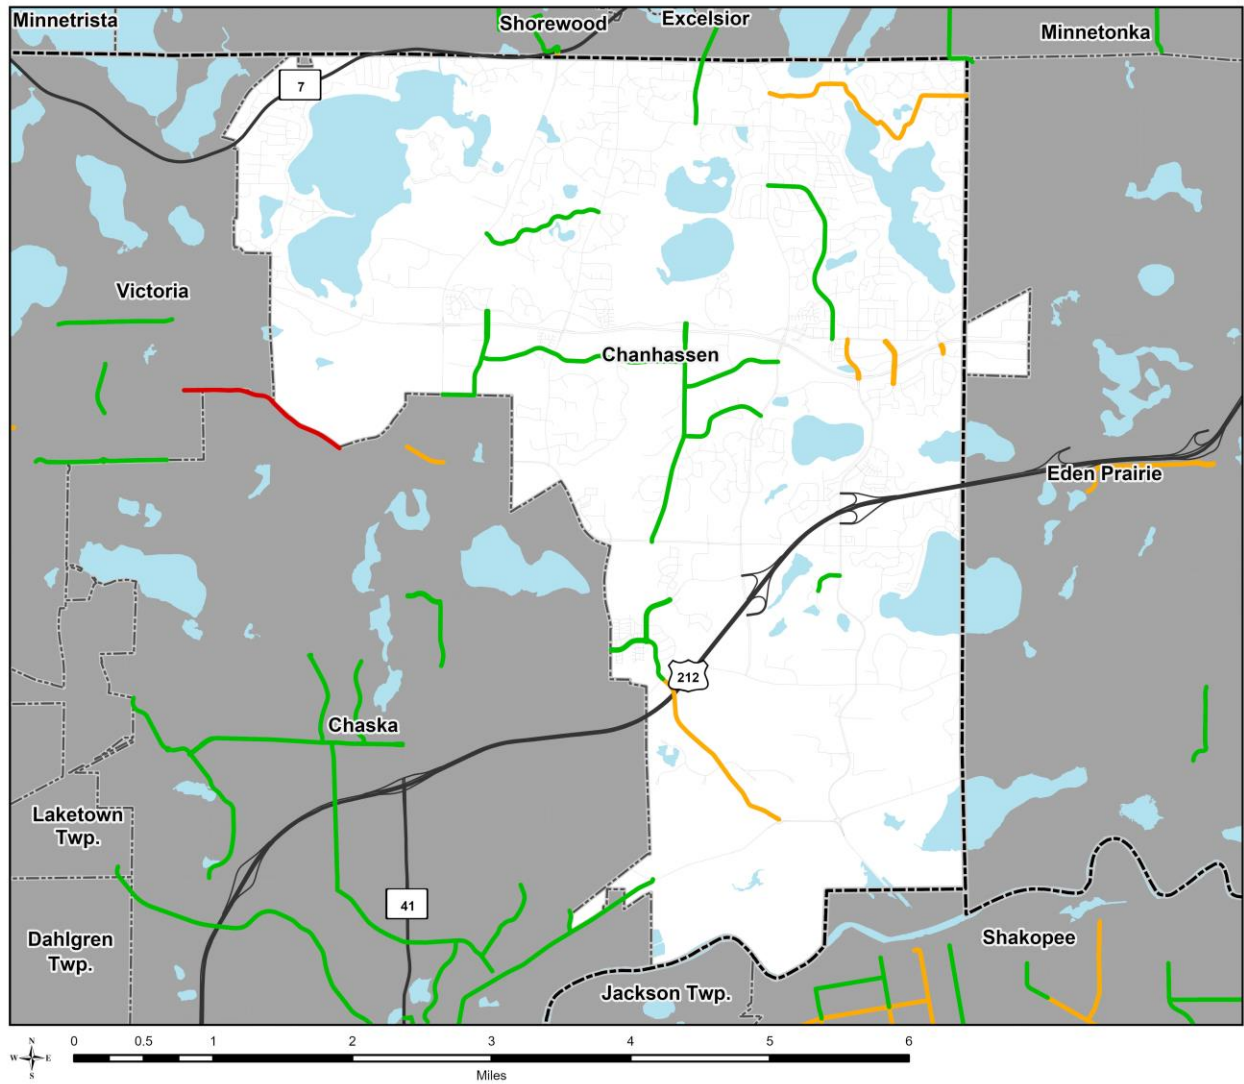 Minnetrista
Shorewood
Excelsior
Minnetonka
7
Victoria
Chanhassen
Eden Prairie
212
Chaska
Laketown
Twp.
41
Dahlgren
Twp.
Shakopee
Jackson Twp.
N
W E
S
0 0.5 1 2 3 4 5 6
Miles